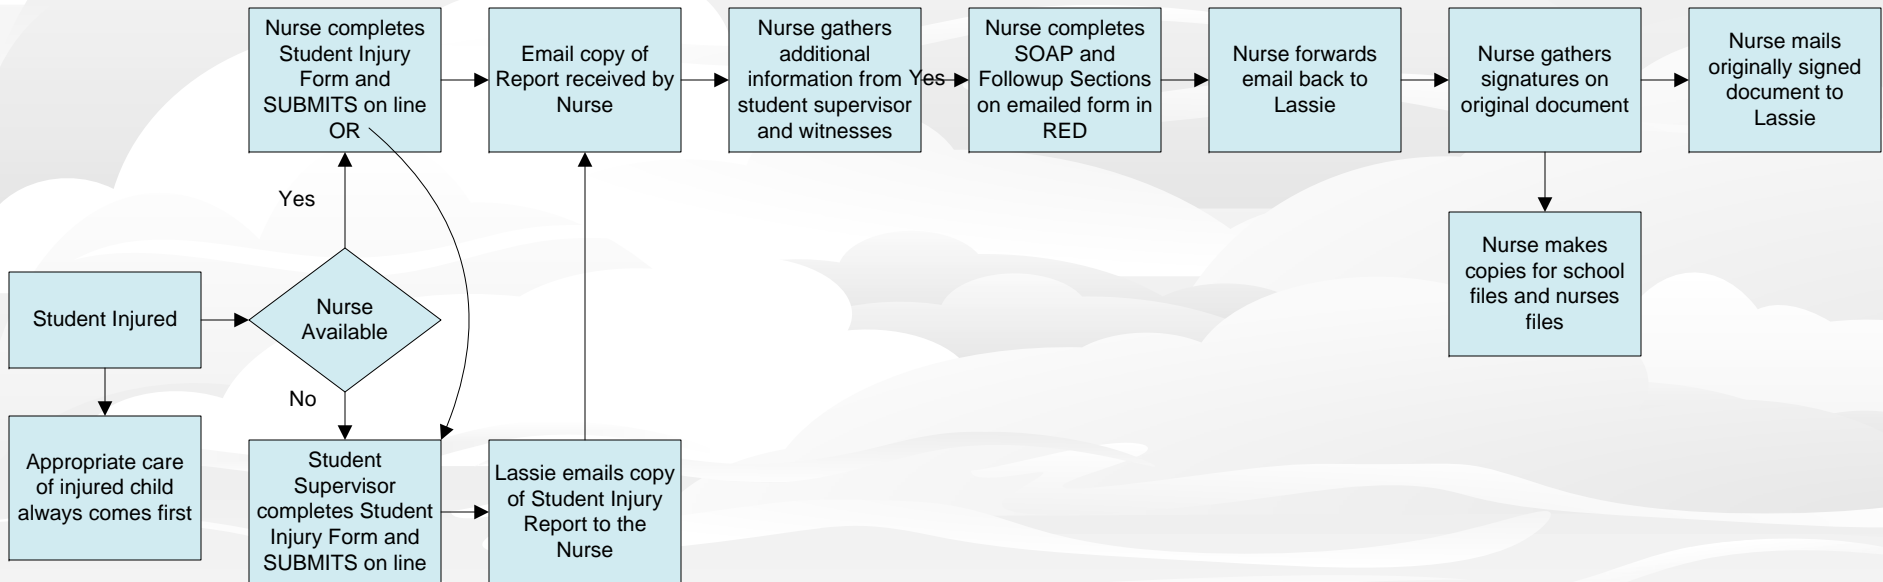 Nurse completes
Student Injury
Form and
SUBMITS on line
OR
Email copy of
Report received by
Nurse
Nurse gathers
additional
information from
student supervisor
and witnesses
Yes
Nurse completes
SOAP and
Followup Sections
on emailed form in
RED
Nurse forwards
email back to
Lassie
Nurse gathers
signatures on
original document
Nurse mails
originally signed
document to
Lassie
Yes
Nurse makes
copies for school
files and nurses
files
Student Injured
Nurse
Available
No
Appropriate care
of injured child
always comes first
Student
Supervisor
completes Student
Injury Form and
SUBMITS on line
Lassie emails copy
of Student Injury
Report to the
Nurse